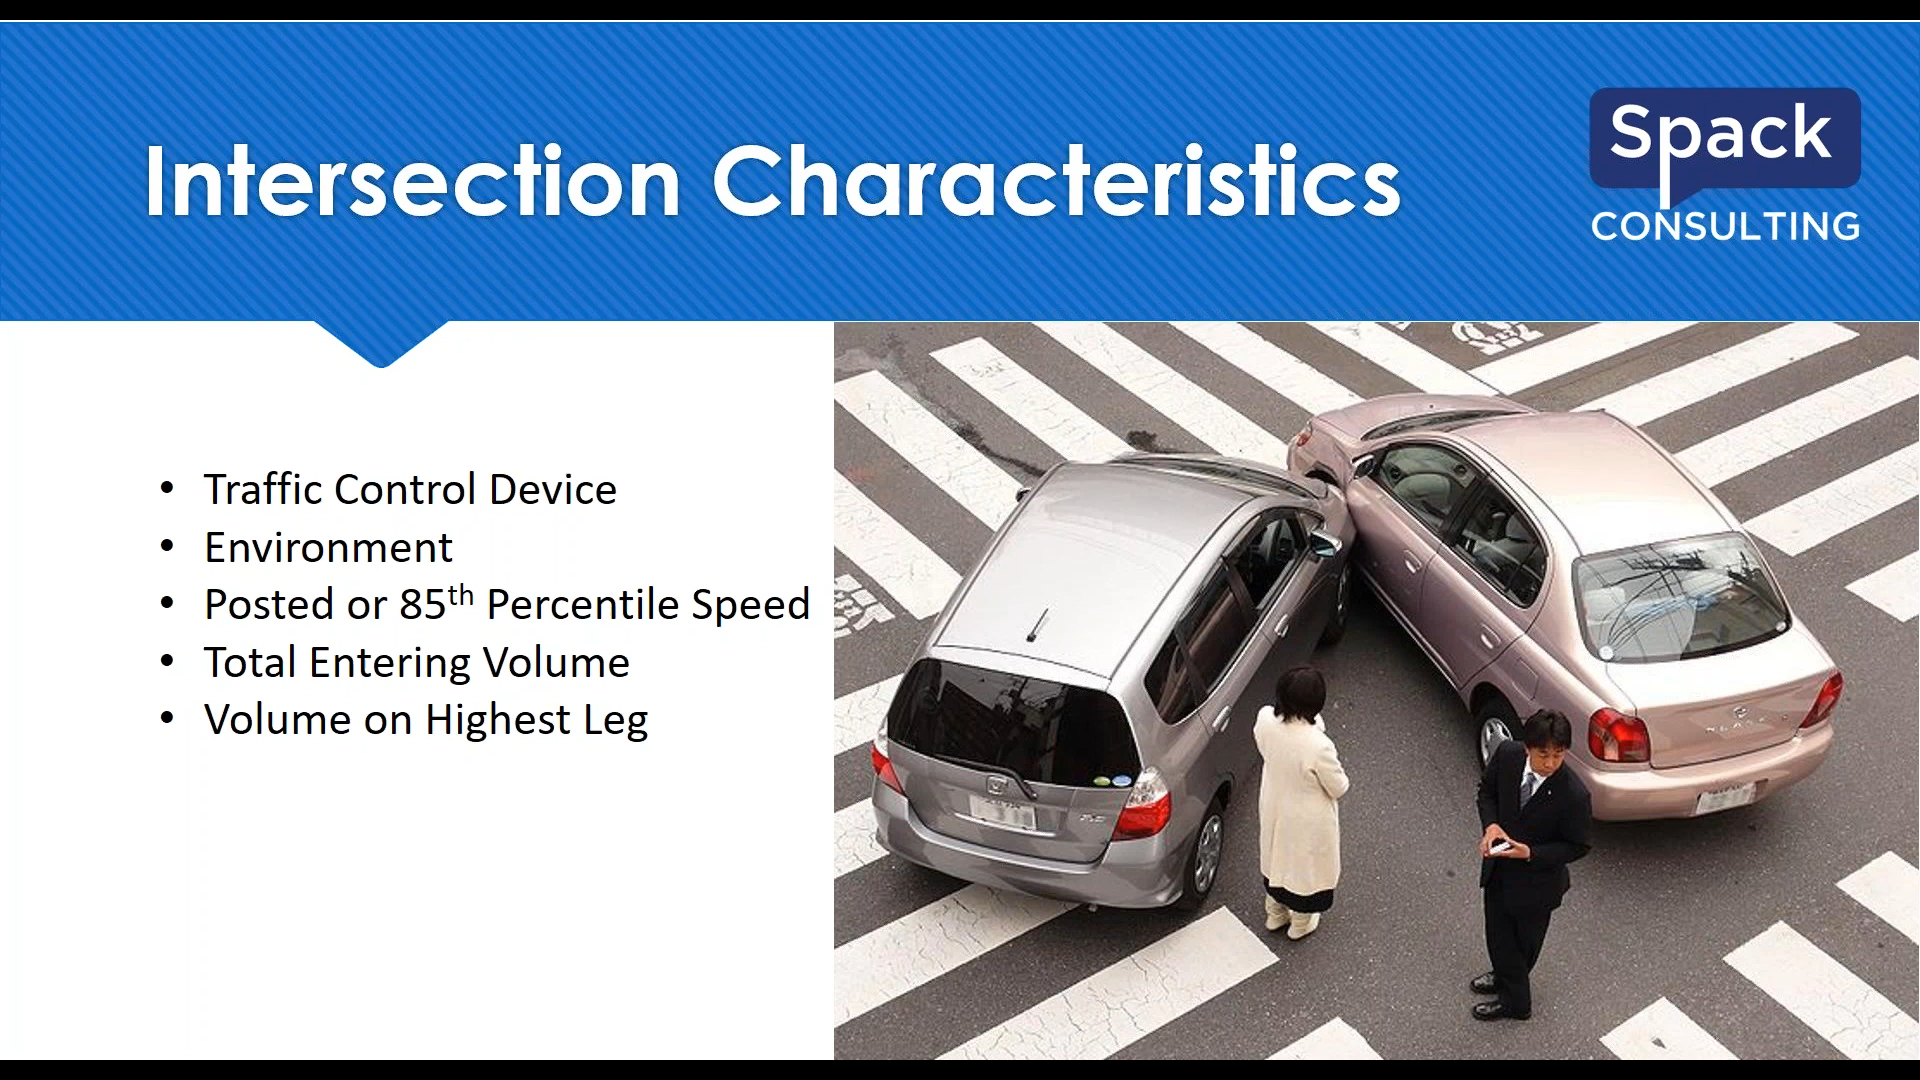 Intersection Characteristics
Spack
CONSULTING
• Traffic Control Device
• Environment
• Posted or 85th Percentile Speed
• Total Entering Volume
• Volume on Highest Leg